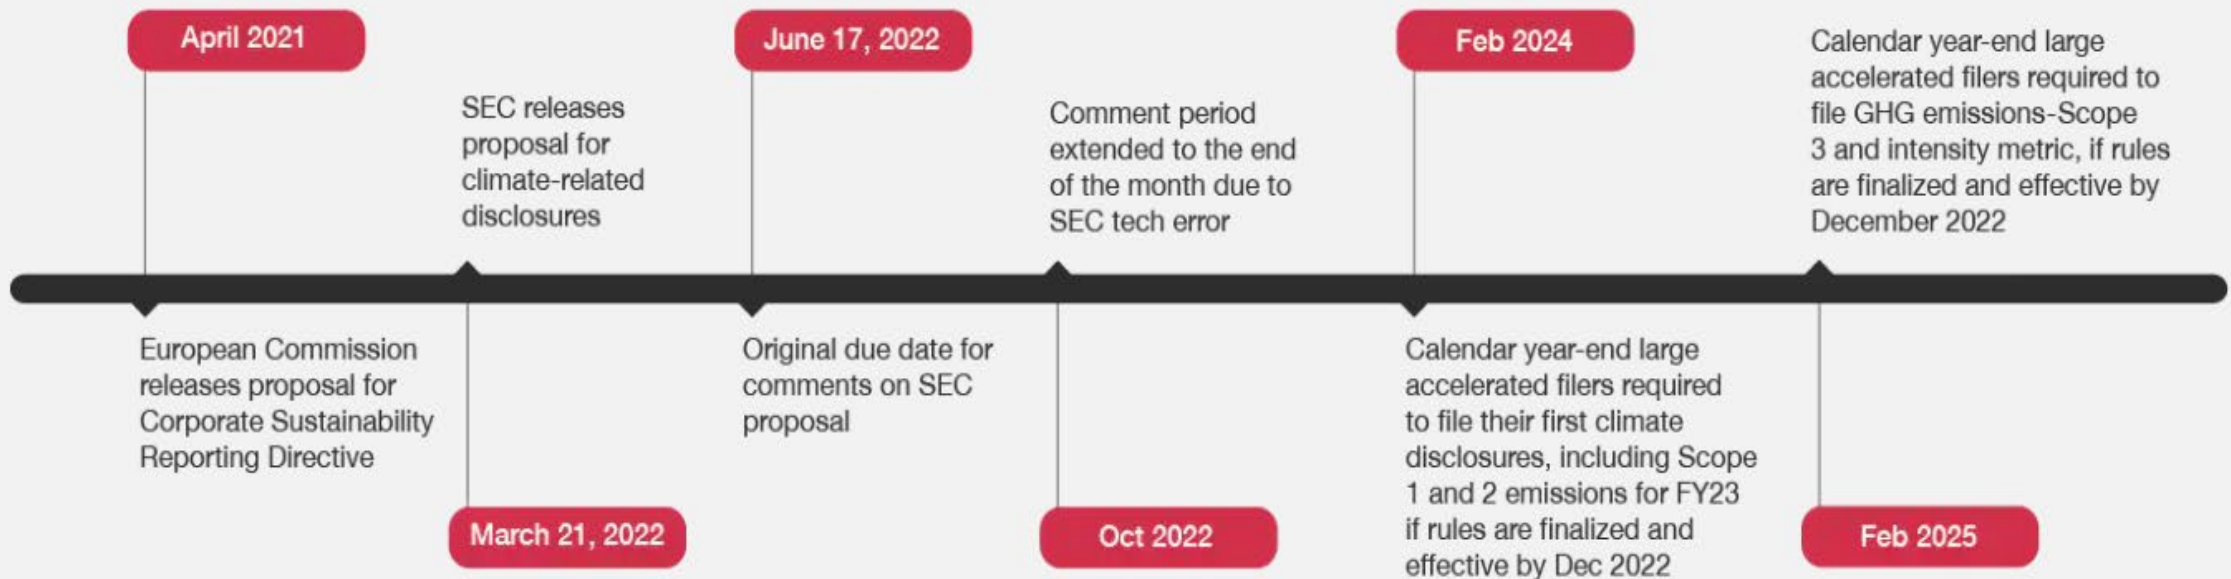 April 2021
European Commission
releases proposal for
Corporate Sustainability
Reporting Directive
SEC releases
proposal for
climate-related
disclosures
March 21, 2022
June 17, 2022
Original due date for
comments on SEC
proposal
Comment period
extended to the end
of the month due to
SEC tech error
Oct 2022
Feb 2024
Calendar year-end large
accelerated filers required
to file their first climate
disclosures, including Scope
1 and 2 emissions for FY23
if rules are finalized and
effective by Dec 2022
Calendar year-end large
accelerated filers required to
file GHG emissions-Scope
3 and intensity metric, if rules
are finalized and effective by
December 2022
Feb 2025